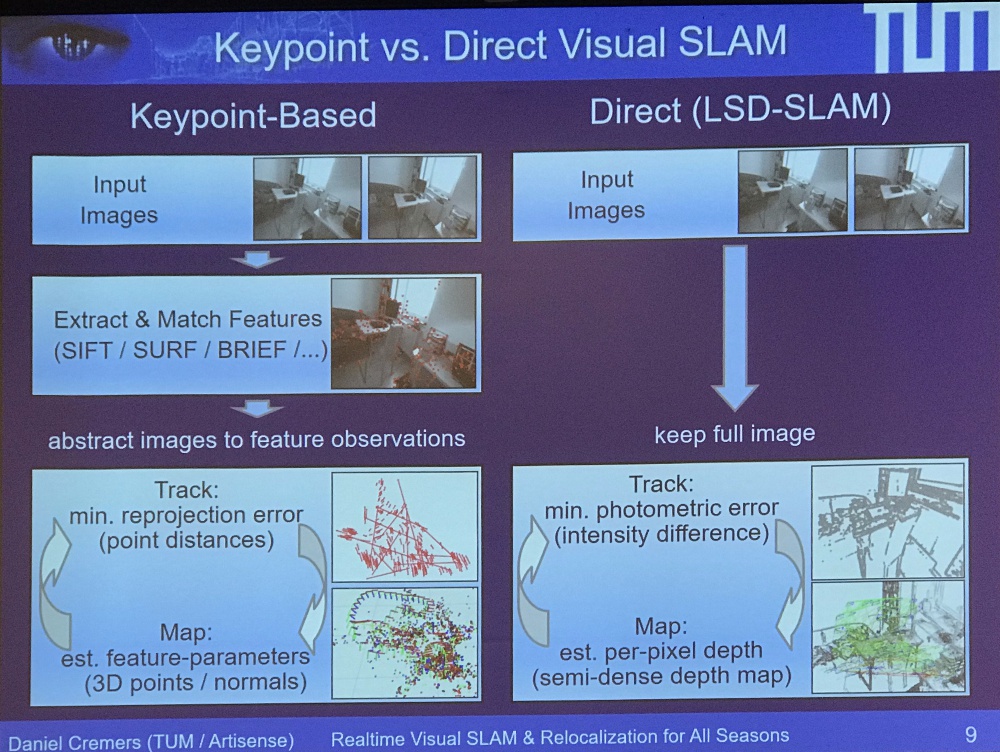 Keypoint vs. Direct Visual SLAM
TUM
Keypoint-Based
Input
Images
Extract & Match Features
(SIFT / SURF / BRIEF /...)
abstract images to feature observations
Track:
min. reprojection error
(point distances)
Map:
est. feature-parameters
(3D points / normals)
Direct (LSD-SLAM)
Input
Images
keep full image
Track:
min. photometric error
(intensity difference)
Map:
est. per-pixel depth
(semi-dense depth map)
Daniel Cremers (TUM / Artisense)
Realtime Visual SLAM & Relocalization for All Seasons
9